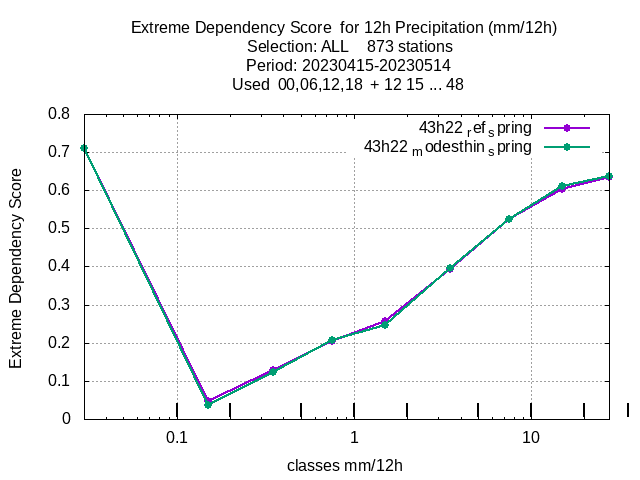 Extreme Dependency Score  for 12h Precipitation (mm/12h)
Selection: ALL    873 stations
Period: 20230415-20230514
Used  00,06,12,18  + 12 15 ... 48
43h22 ref spring
43h22 modesthin spring
Extreme Dependency Score
0.8
0.7
0.6
0.5
0.4
0.3
0.2
0.1
0
0.1 1 10
classes mm/12h